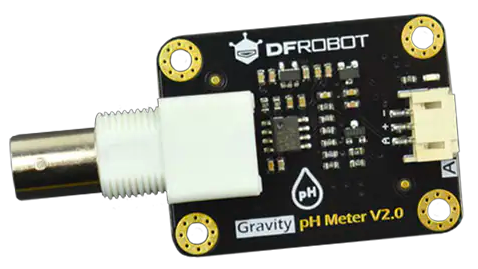 DFROBOT
A + -
A
pH
Gravity pH Meter V2.0